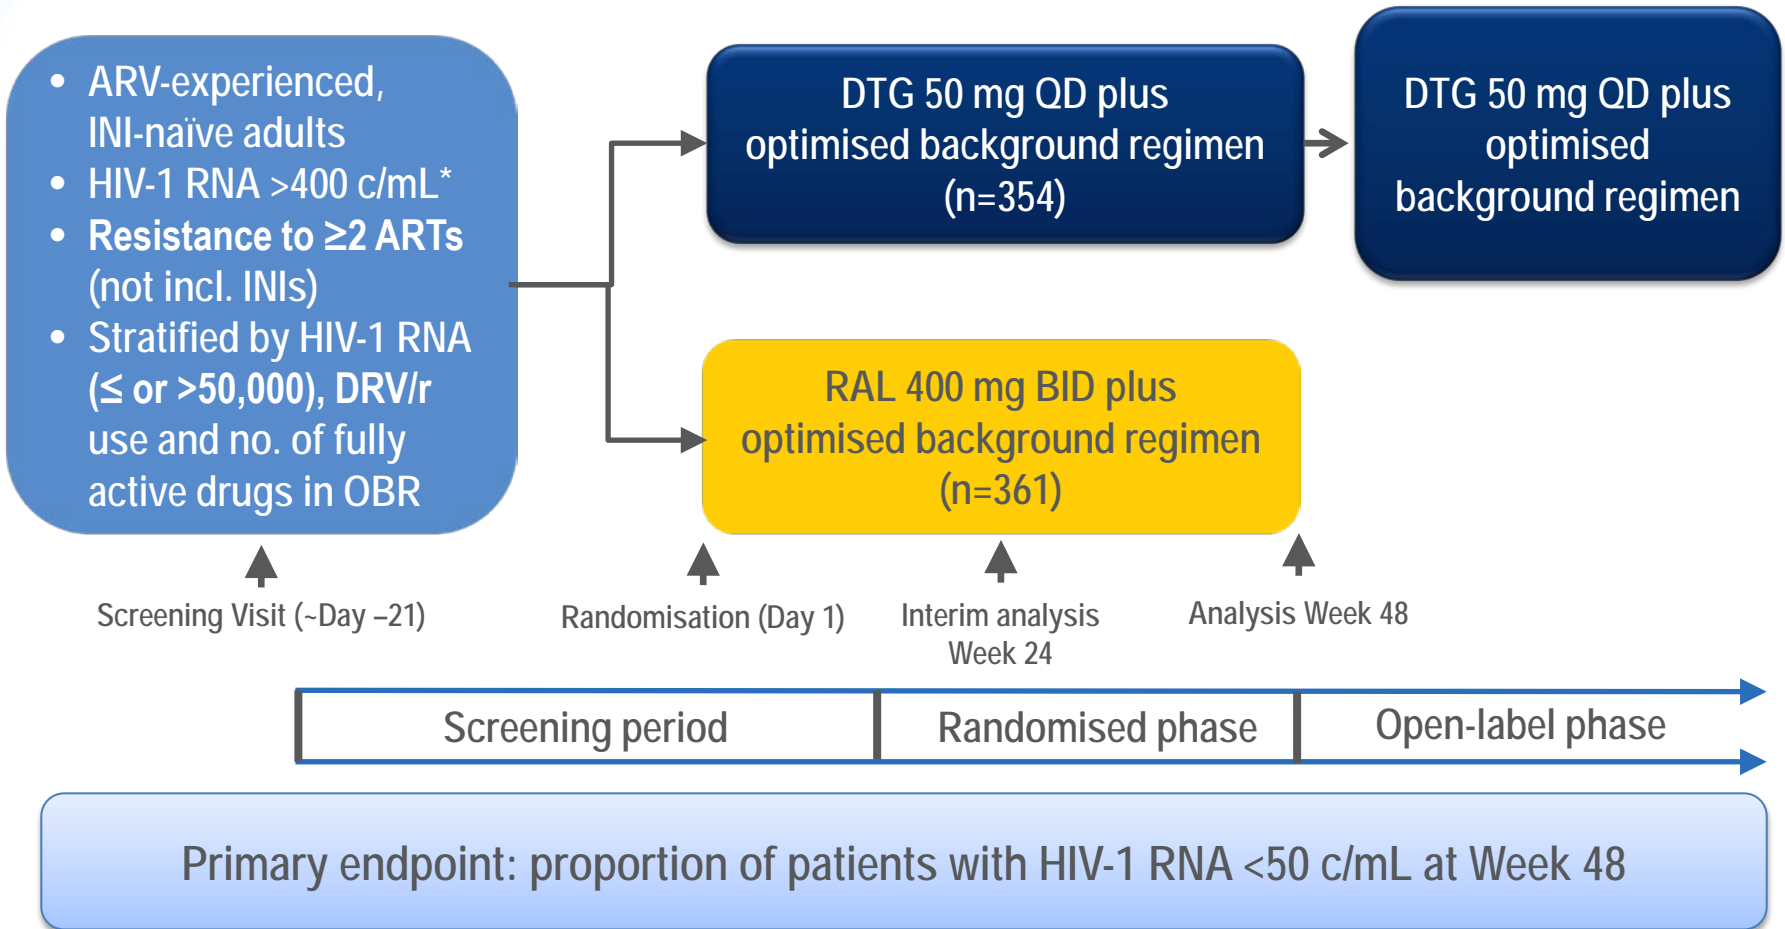 • ARV-experienced,
INI-naïve adults
• HIV-1 RNA >400 c/mL*
• Resistance to ≥2 ARTs
(not incl. INIs)
• Stratified by HIV-1 RNA
(≤ or >50,000), DRV/r
use and no. of fully
active drugs in OBR
DTG 50 mg QD plus
optimised background regimen
(n=354)
DTG 50 mg QD plus
optimised
background regimen
RAL 400 mg BID plus
optimised background regimen
(n=361)
Screening Visit (~Day –21)
Randomisation (Day 1)
Interim analysis
Week 24
Analysis Week 48
Screening period
Randomised phase
Open-label phase
Primary endpoint: proportion of patients with HIV-1 RNA <50 c/mL at Week 48